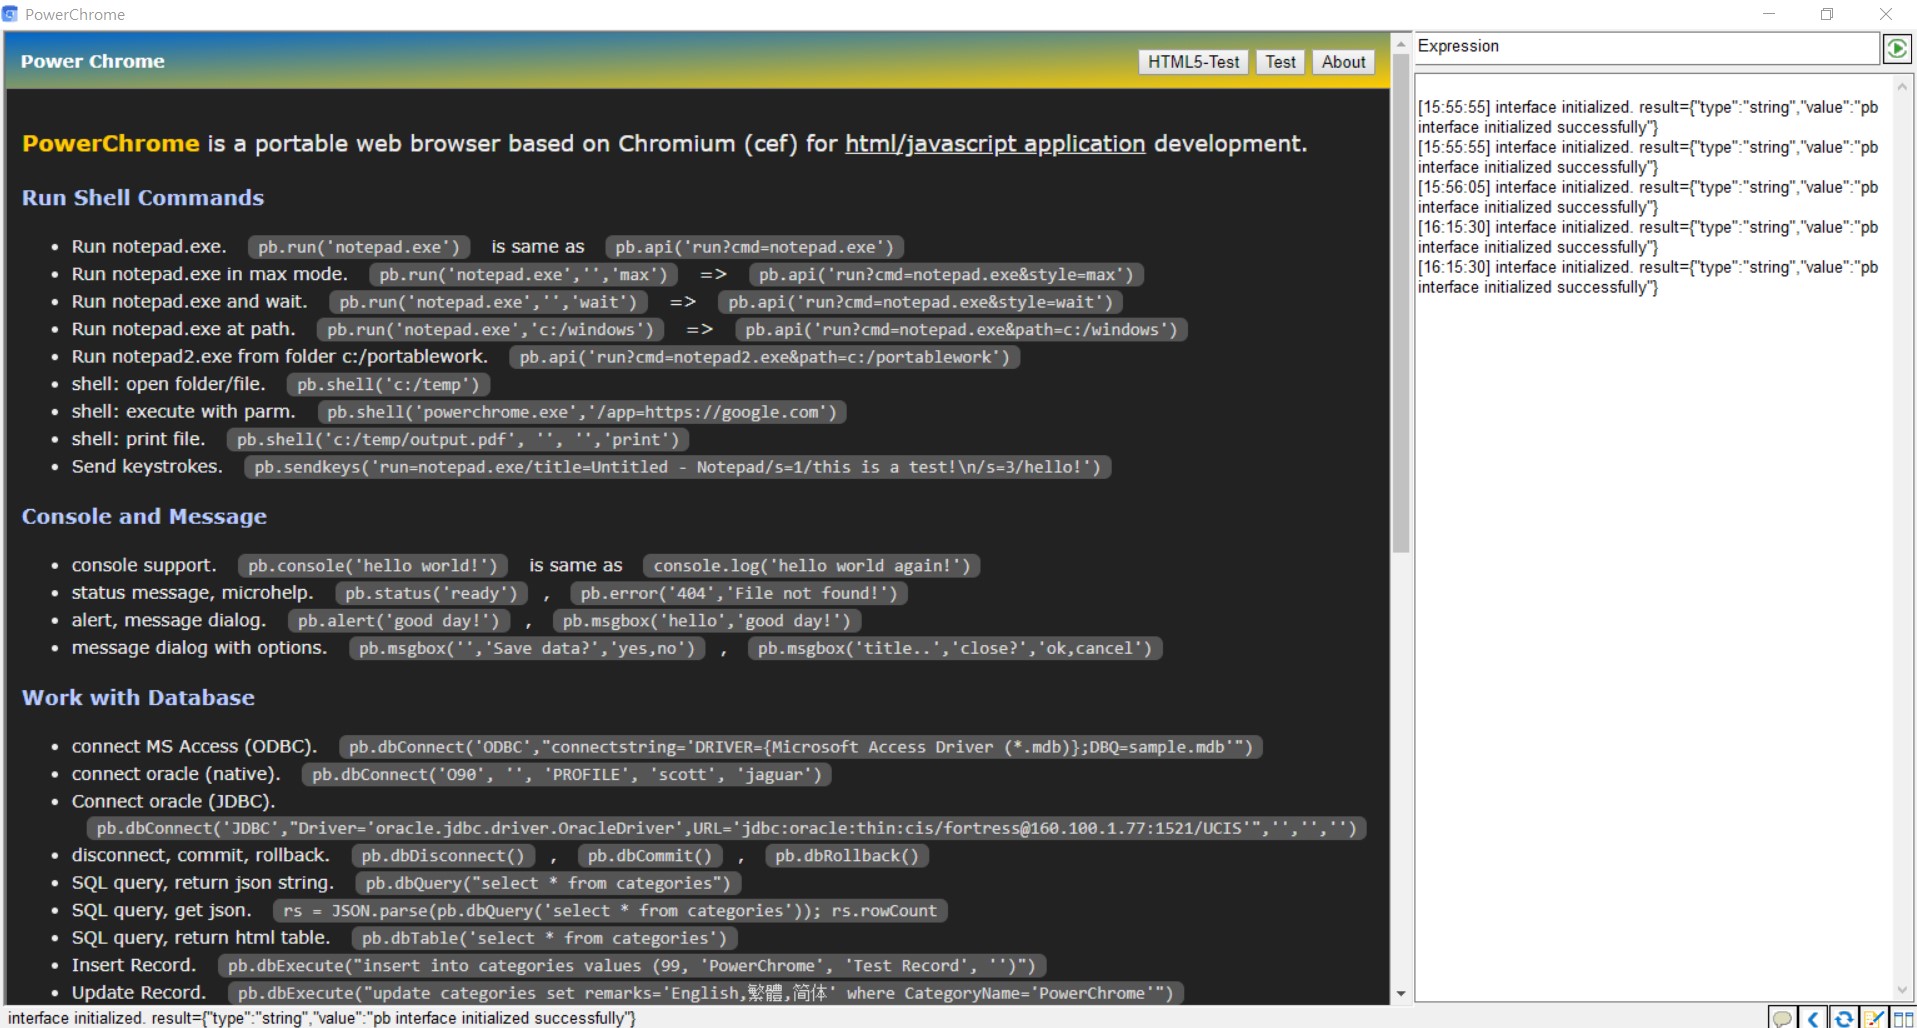 PowerChrome
Power Chrome
HTML5-Test Test About
PowerChrome is a portable web browser based on Chromium (cef) for html/javascript application development.
Run Shell Commands
• Run notepad.exe. pb.run('notepad.exe') is same as pb.api('run?cmd=notepad.exe')
• Run notepad.exe in max mode. pb.run('notepad.exe','','max') => pb.api('run?cmd=notepad.exe&style=max')
• Run notepad.exe and wait. pb.run('notepad.exe','','wait') => pb.api('run?cmd=notepad.exe&style=wait')
• Run notepad.exe at path. pb.run('notepad.exe','c:/windows') => pb.api('run?cmd=notepad.exe&path=c:/windows')
• Run notepad2.exe from folder c:/portablework. pb.api('run?cmd=notepad2.exe&path=c:/portablework')
• shell: open folder/file. pb.shell('c:/temp')
• shell: execute with parm. pb.shell('powerchrome.exe','/app=https://google.com')
• shell: print file. pb.shell('c:/temp/output.pdf', '', '','print')
• Send keystrokes. pb.sendkeys('run=notepad.exe/title=Untitled - Notepad/s=1/this is a test!\n/s=3/hello!')
Console and Message
• console support. pb.console('hello world!') is same as console.log('hello world again!')
• status message, microhelp. pb.status('ready') , pb.error('404','File not found!')
• alert, message dialog. pb.alert('good day!') , pb.msgbox('hello','good day!')
• message dialog with options. pb.msgbox('','Save data?','yes,no') , pb.msgbox('title..','close?','ok,cancel')
Work with Database
• connect MS Access (ODBC). pb.dbConnect('ODBC',"connectstring='DRIVER={Microsoft Access Driver (*.mdb)};DBQ=sample.mdb'")
• connect oracle (native). pb.dbConnect('O90', '', 'PROFILE', 'scott', 'jaguar')
• Connect oracle (JDBC).
pb.dbConnect('JDBC',"Driver='oracle.jdbc.driver.OracleDriver',URL='jdbc:oracle:thin:cis/fortress@160.100.1.77:1521/UCIS'",'','','')
• disconnect, commit, rollback. pb.dbDisconnect() , pb.dbCommit() , pb.dbRollback()
• SQL query, return json string. pb.dbQuery("select * from categories")
• SQL query, get json. rs = JSON.parse(pb.dbQuery('select * from categories')); rs.rowCount
• SQL query, return html table. pb.dbTable('select * from categories')
• Insert Record. pb.dbExecute("insert into categories values (99, 'PowerChrome', 'Test Record', '')")
• Update Record. pb.dbExecute("update categories set remarks='English,繁體,简体' where CategoryName='PowerChrome'")
Expression
[15:55:55] interface initialized. result={"type":"string","value":"pb
interface initialized successfully"}
[15:55:55] interface initialized. result={"type":"string","value":"pb
interface initialized successfully"}
[15:56:05] interface initialized. result={"type":"string","value":"pb
interface initialized successfully"}
[16:15:30] interface initialized. result={"type":"string","value":"pb
interface initialized successfully"}
[16:15:30] interface initialized. result={"type":"string","value":"pb
interface initialized successfully"}
interface initialized. result={"type":"string","value":"pb interface initialized successfully"}